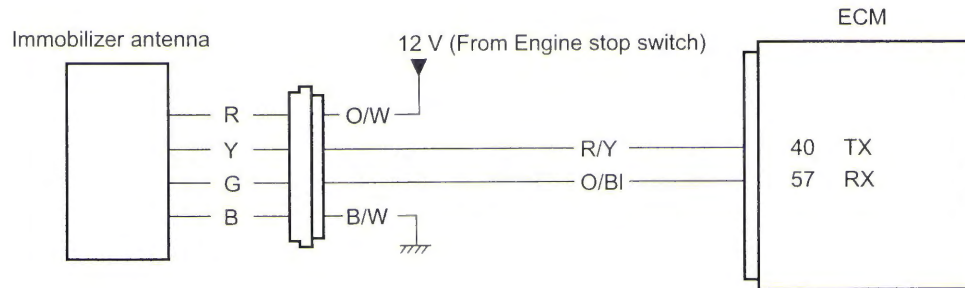 ECM
Immobilizer antenna
12 V (From Engine stop switch)
R O/W
Y R/Y 40 TX
G O/Bl 57 RX
B B/W